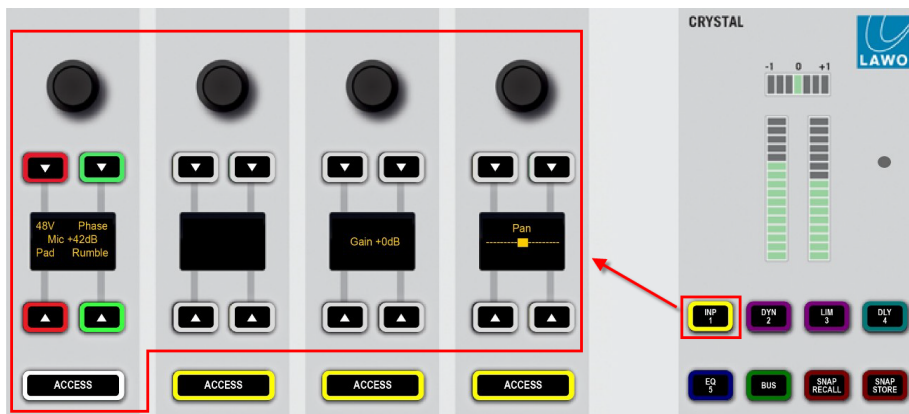 CRYSTAL
LAWO
-1 0 +1
48V Phase
Mic +42dB
Pad Rumble
Gain +0dB
Pan
INP
1
DYN
2
LIM
3
DLY
4
ACCESS
ACCESS
ACCESS
ACCESS
EQ
5
BUS
SNAP
RECALL
SNAP
STORE